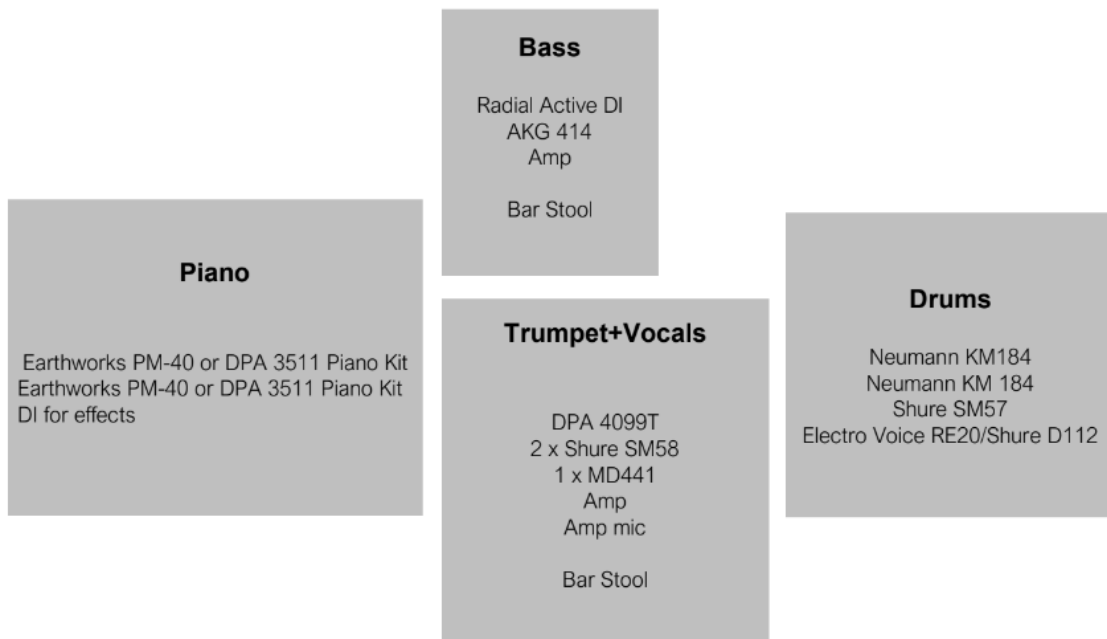 Bass
Radial Active DI
AKG 414
Amp
Bar Stool
Piano
Earthworks PM-40 or DPA 3511 Piano Kit
Earthworks PM-40 or DPA 3511 Piano Kit
DI for effects
Trumpet+Vocals
DPA 4099T
2 x Shure SM58
1 x MD441
Amp
Amp mic
Bar Stool
Drums
Neumann KM184
Neumann KM 184
Shure SM57
Electro Voice RE20/Shure D112